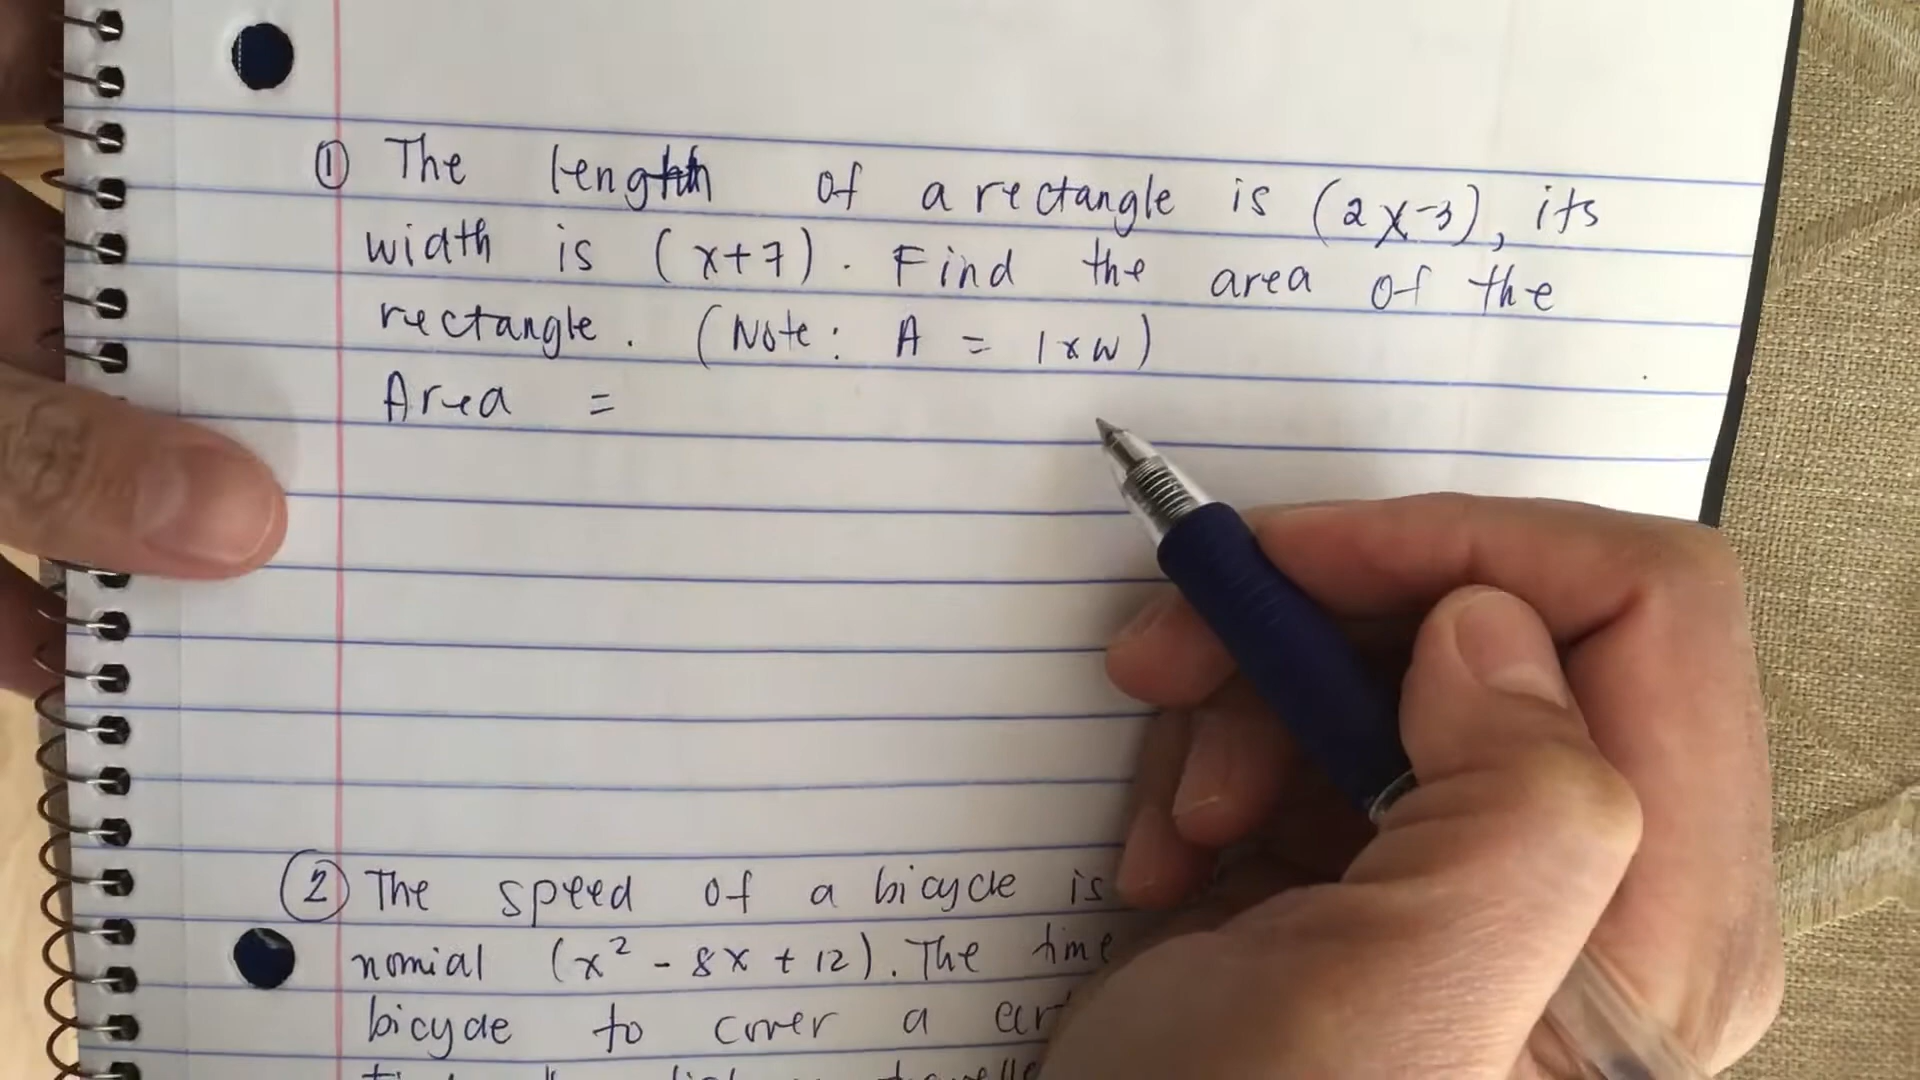 ① The length of a rectangle is (2x-3), its
width is (x+7). Find the area of the
rectangle. (Note: A = l x w)
Area =
② The speed of a bicycle is
nomial (x² - 8x + 12). The time
bicycle to cover a